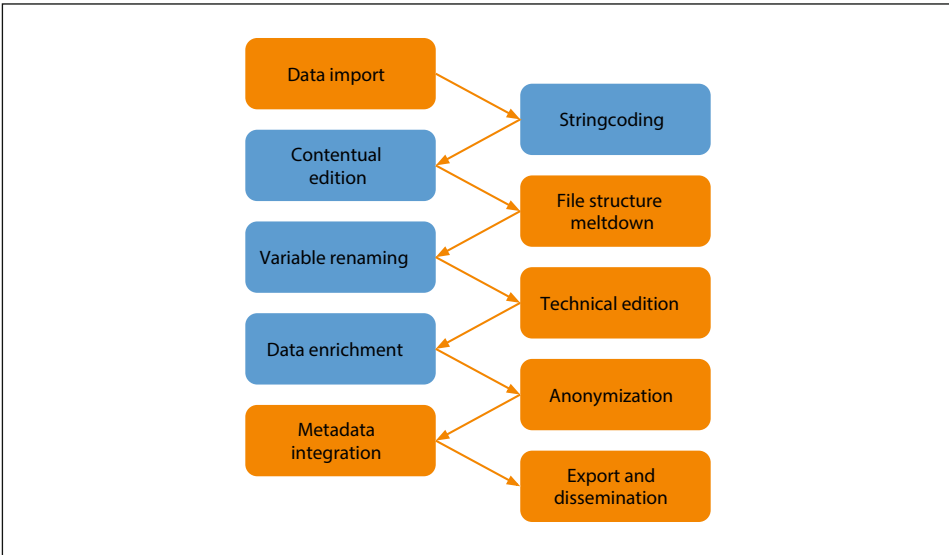 Data import
Stringcoding
Contentual
edition
File structure
meltdown
Variable renaming
Technical edition
Data enrichment
Anonymization
Metadata
integration
Export and
dissemination